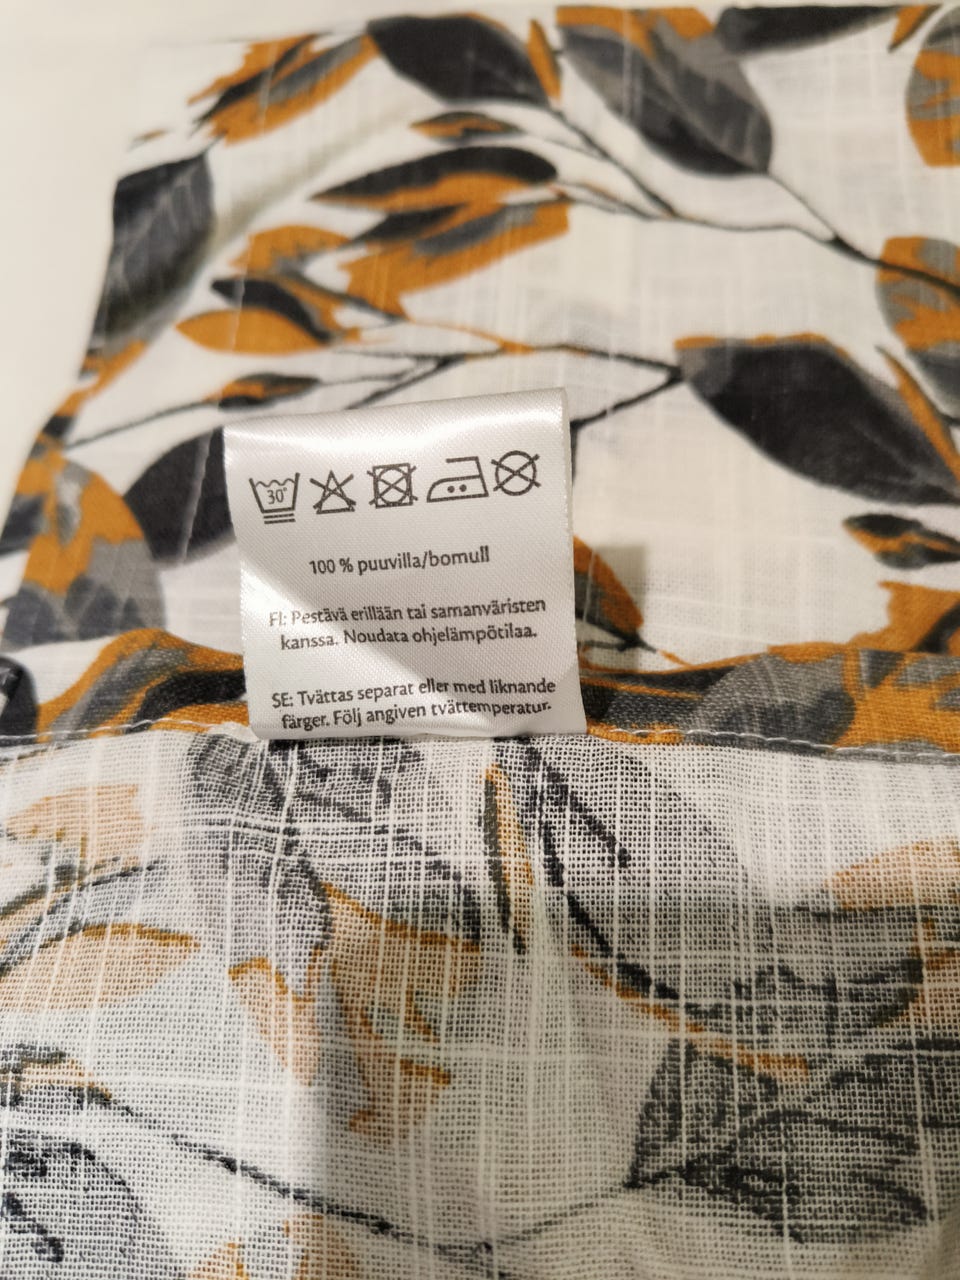 30°
100 % puuvilla/bomull
FI: Pestävä erillään tai samanväristen
kanssa. Noudata ohjelämpötilaa.
SE: Tvättas separat eller med liknande
färger. Följ angiven tvättemperatur.